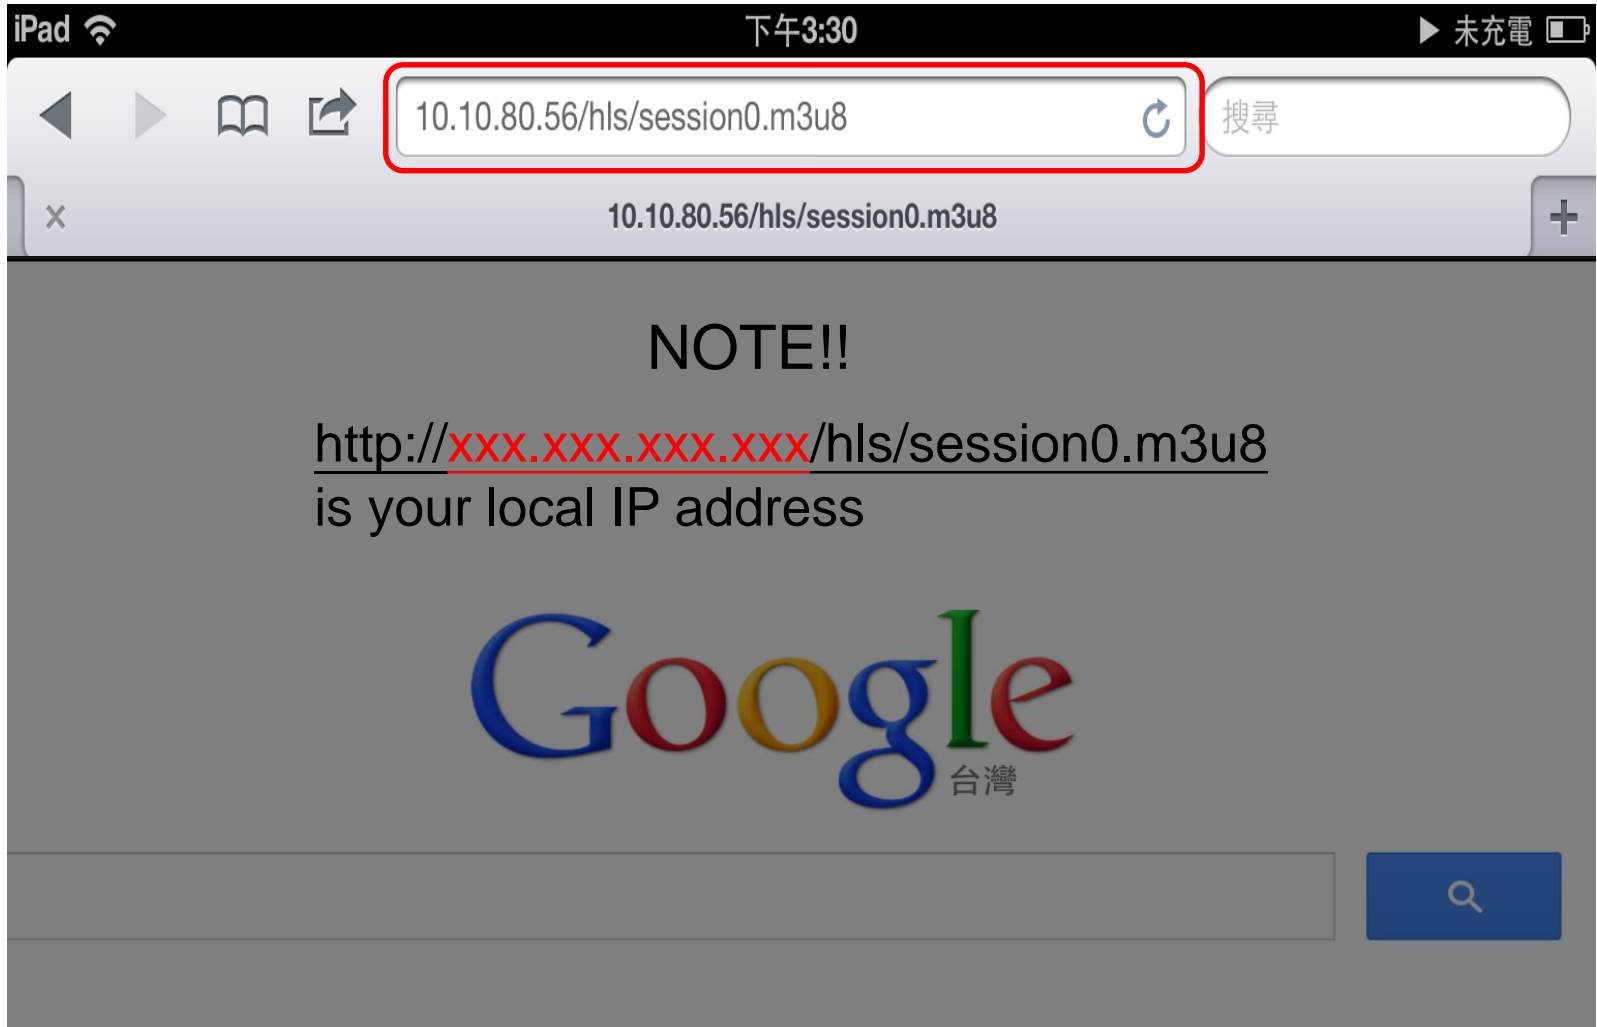 iPad 下午3:30 未充電
10.10.80.56/hls/session0.m3u8 搜尋
10.10.80.56/hls/session0.m3u8
NOTE!!
http://xxx.xxx.xxx.xxx/hls/session0.m3u8
is your local IP address
Google
台灣